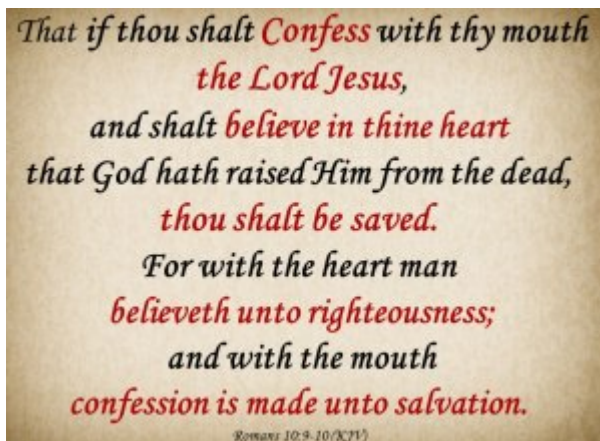 That if thou shalt Confess with thy mouth
the Lord Jesus,
and shalt believe in thine heart
that God hath raised Him from the dead,
thou shalt be saved.
For with the heart man
believeth unto righteousness;
and with the mouth
confession is made unto salvation.
Romans 10:9-10(KJV)